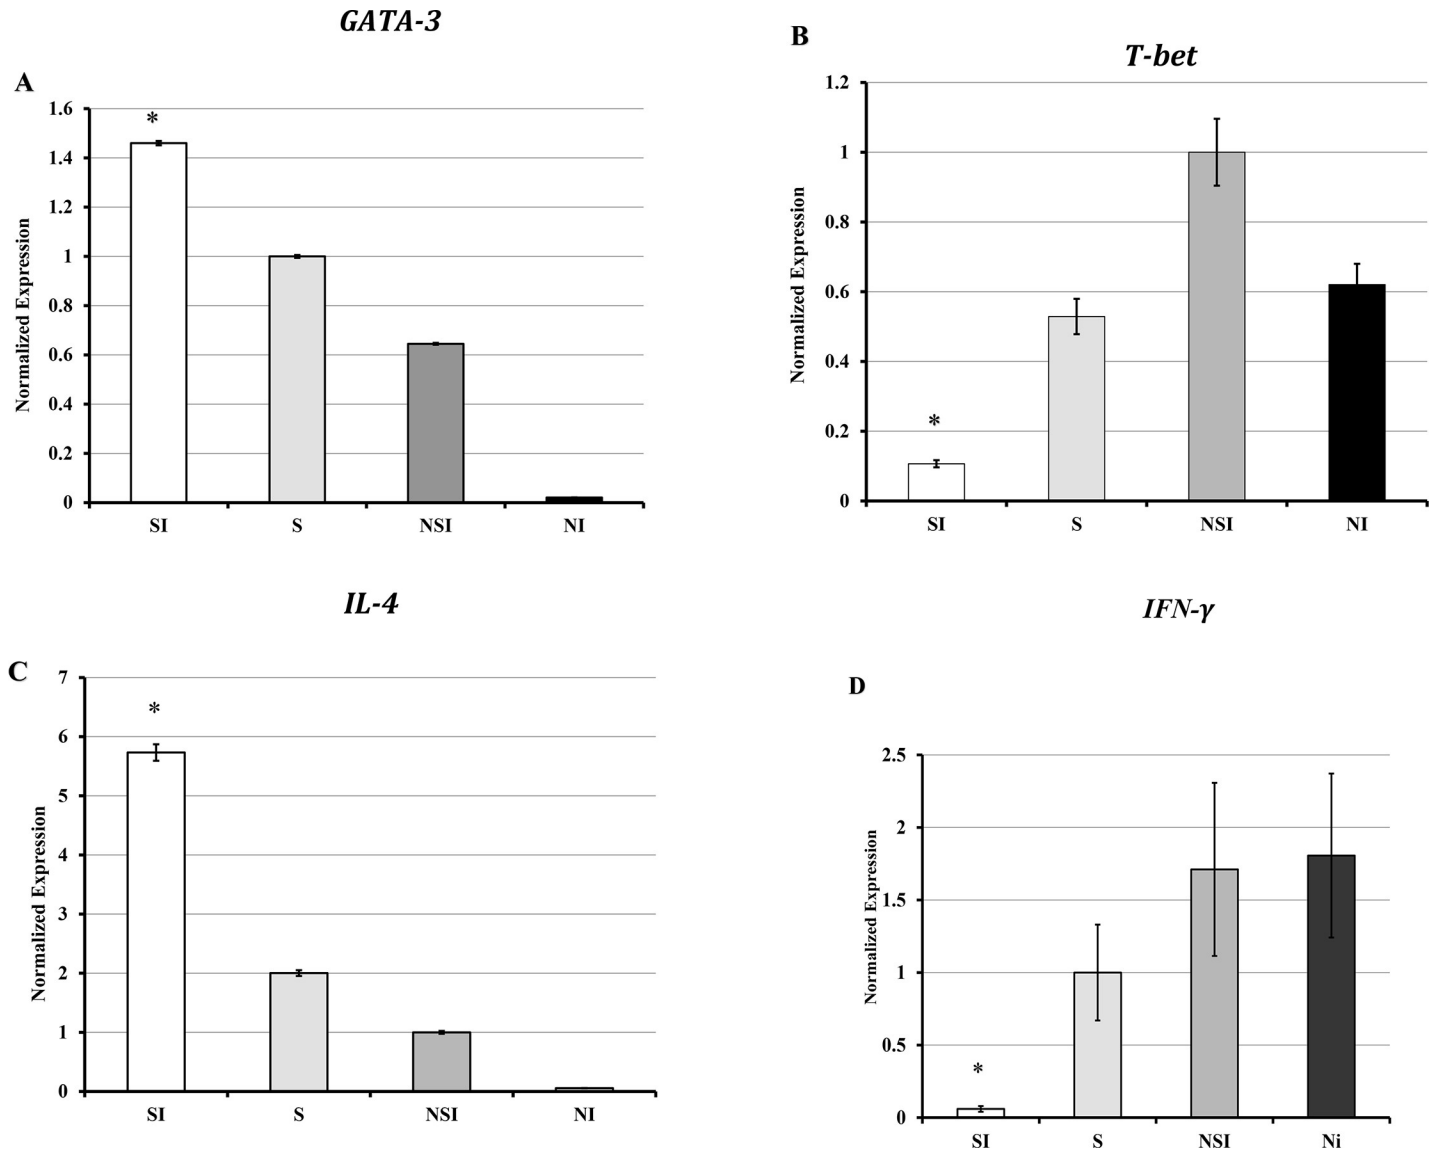 GATA-3
A
Normalized Expression
1.6
1.4
1.2
1
0.8
0.6
0.4
0.2
0
*
SI S NSI NI
B
T-bet
Normalized Expression
1.2
1
0.8
0.6
0.4
0.2
0
*
SI S NSI NI
IL-4
C
Normalized Expression
7
6
5
4
3
2
1
0
*
SI S NSI NI
IFN-γ
D
Normalized Expression
2.5
2
1.5
1
0.5
0
*
SI S NSI Ni